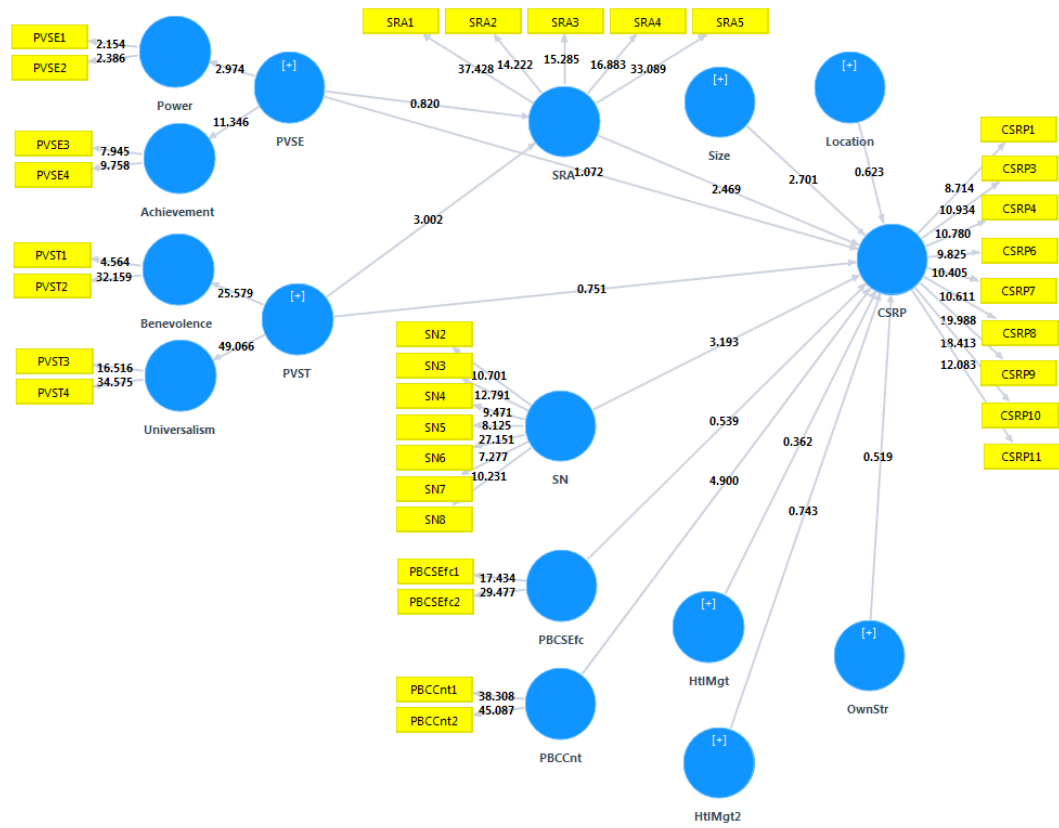 SRA1
SRA2
SRA3
SRA4
SRA5
PVSE1
PVSE2
2.154
2.386
Power
2.974
[+]
PVSE
37.428
14.222
15.285
16.883
33.089
SRA
0.820
[+]
Size
[+]
Location
CSRP1
CSRP3
CSRP4
CSRP6
CSRP7
CSRP8
CSRP9
CSRP10
CSRP11
11.346
PVSE3
PVSE4
7.945
9.758
Achievement
1.072
2.469
2.701
0.623
8.714
10.934
10.780
9.825
10.405
10.611
19.988
18.413
12.083
CSRP
3.002
PVST1
PVST2
4.564
32.159
Benevolence
25.579
[+]
PVST
0.751
49.066
PVST3
PVST4
16.516
34.575
Universalism
SN2
SN3
SN4
SN5
SN6
SN7
SN8
10.701
12.791
9.471
8.125
27.151
7.277
10.231
SN
3.193
0.539
0.362
0.519
4.900
0.743
PBCSEfc1
PBCSEfc2
17.434
29.477
PBCSEfc
[+]
HtlMgt
[+]
OwnStr
PBCCnt1
PBCCnt2
38.308
45.087
PBCCnt
[+]
HtlMgt2